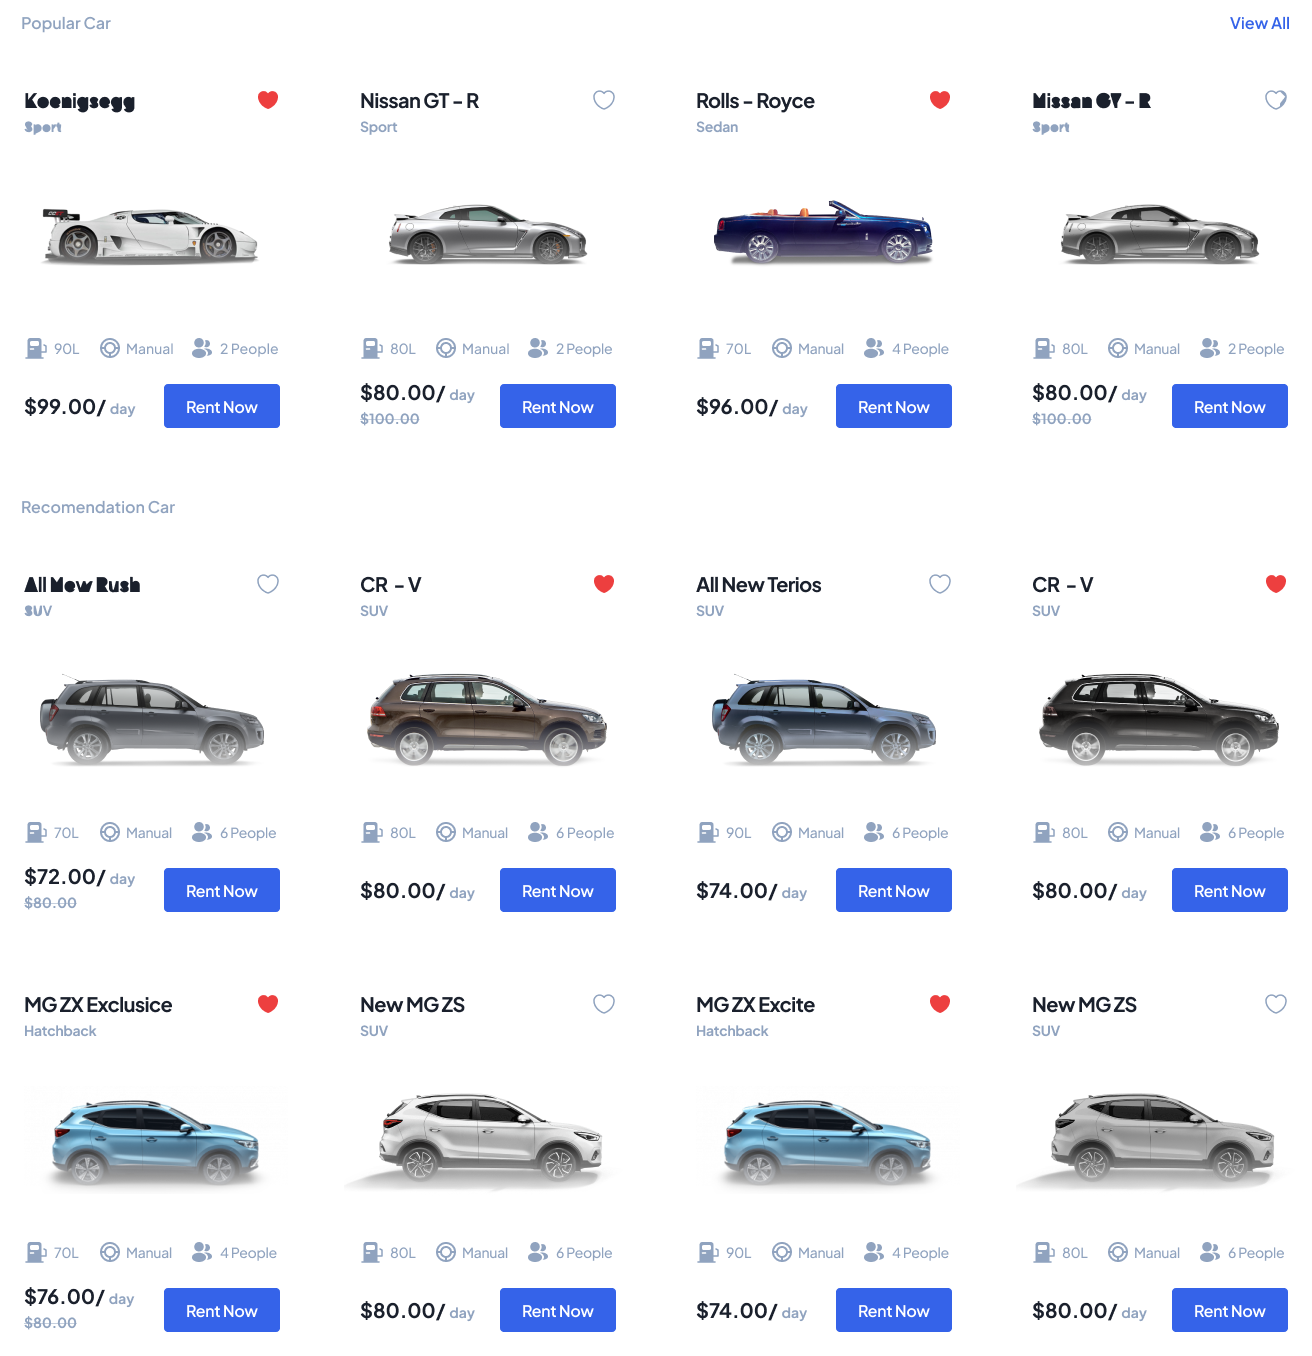 Popular Car
View All
Koenigsegg
Sport
90L Manual 2 People
$99.00/ day
Rent Now
Nissan GT - R
Sport
80L Manual 2 People
$80.00/ day
$100.00
Rent Now
Rolls - Royce
Sedan
70L Manual 4 People
$96.00/ day
Rent Now
Nissan GT - R
Sport
80L Manual 2 People
$80.00/ day
$100.00
Rent Now
Recomendation Car
All New Rush
SUV
70L Manual 6 People
$72.00/ day
$80.00
Rent Now
CR - V
SUV
80L Manual 6 People
$80.00/ day
Rent Now
All New Terios
SUV
90L Manual 6 People
$74.00/ day
Rent Now
CR - V
SUV
80L Manual 6 People
$80.00/ day
Rent Now
MG ZX Exclusice
Hatchback
70L Manual 4 People
$76.00/ day
$80.00
Rent Now
New MG ZS
SUV
80L Manual 6 People
$80.00/ day
Rent Now
MG ZX Excite
Hatchback
90L Manual 4 People
$74.00/ day
Rent Now
New MG ZS
SUV
80L Manual 6 People
$80.00/ day
Rent Now